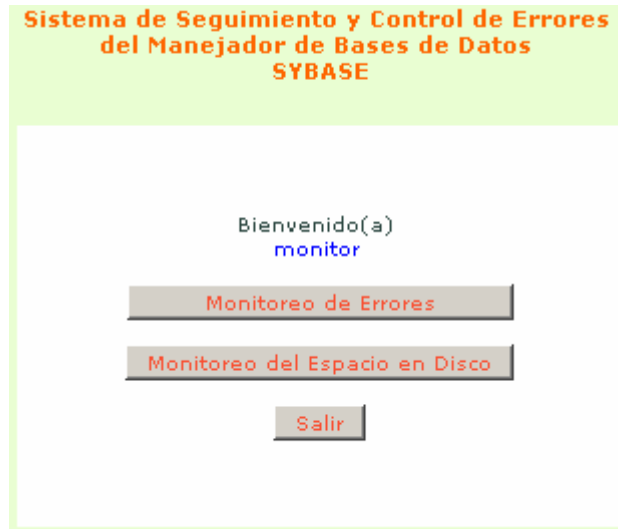 Sistema de Seguimiento y Control de Errores
del Manejador de Bases de Datos
SYBASE
Bienvenido(a)
monitor
Monitoreo de Errores
Monitoreo del Espacio en Disco
Salir